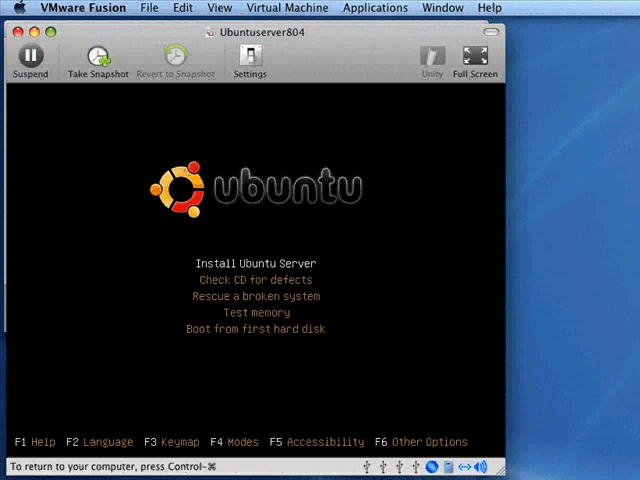 VMware Fusion File Edit View Virtual Machine Applications Window Help
Ubuntuserver804
Suspend Take Snapshot Revert to Snapshot Settings Unity Full Screen
ubuntu
Install Ubuntu Server
Check CD for defects
Rescue a broken system
Test memory
Boot from first hard disk
F1 Help F2 Language F3 Keymap F4 Modes F5 Accessibility F6 Other Options
To return to your computer, press Control-⌘